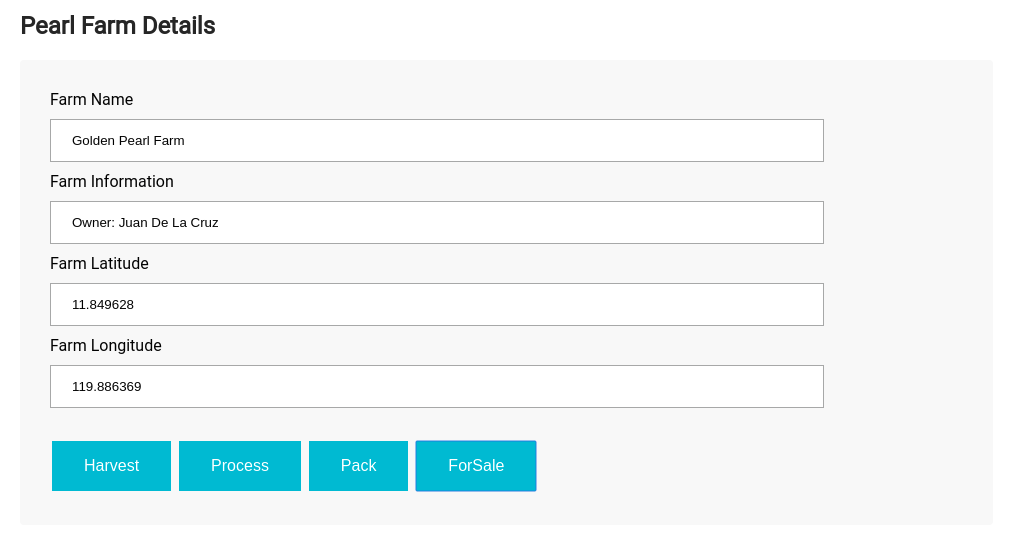 Pearl Farm Details
Farm Name
Golden Pearl Farm
Farm Information
Owner: Juan De La Cruz
Farm Latitude
11.849628
Farm Longitude
119.886369
Harvest Process Pack ForSale